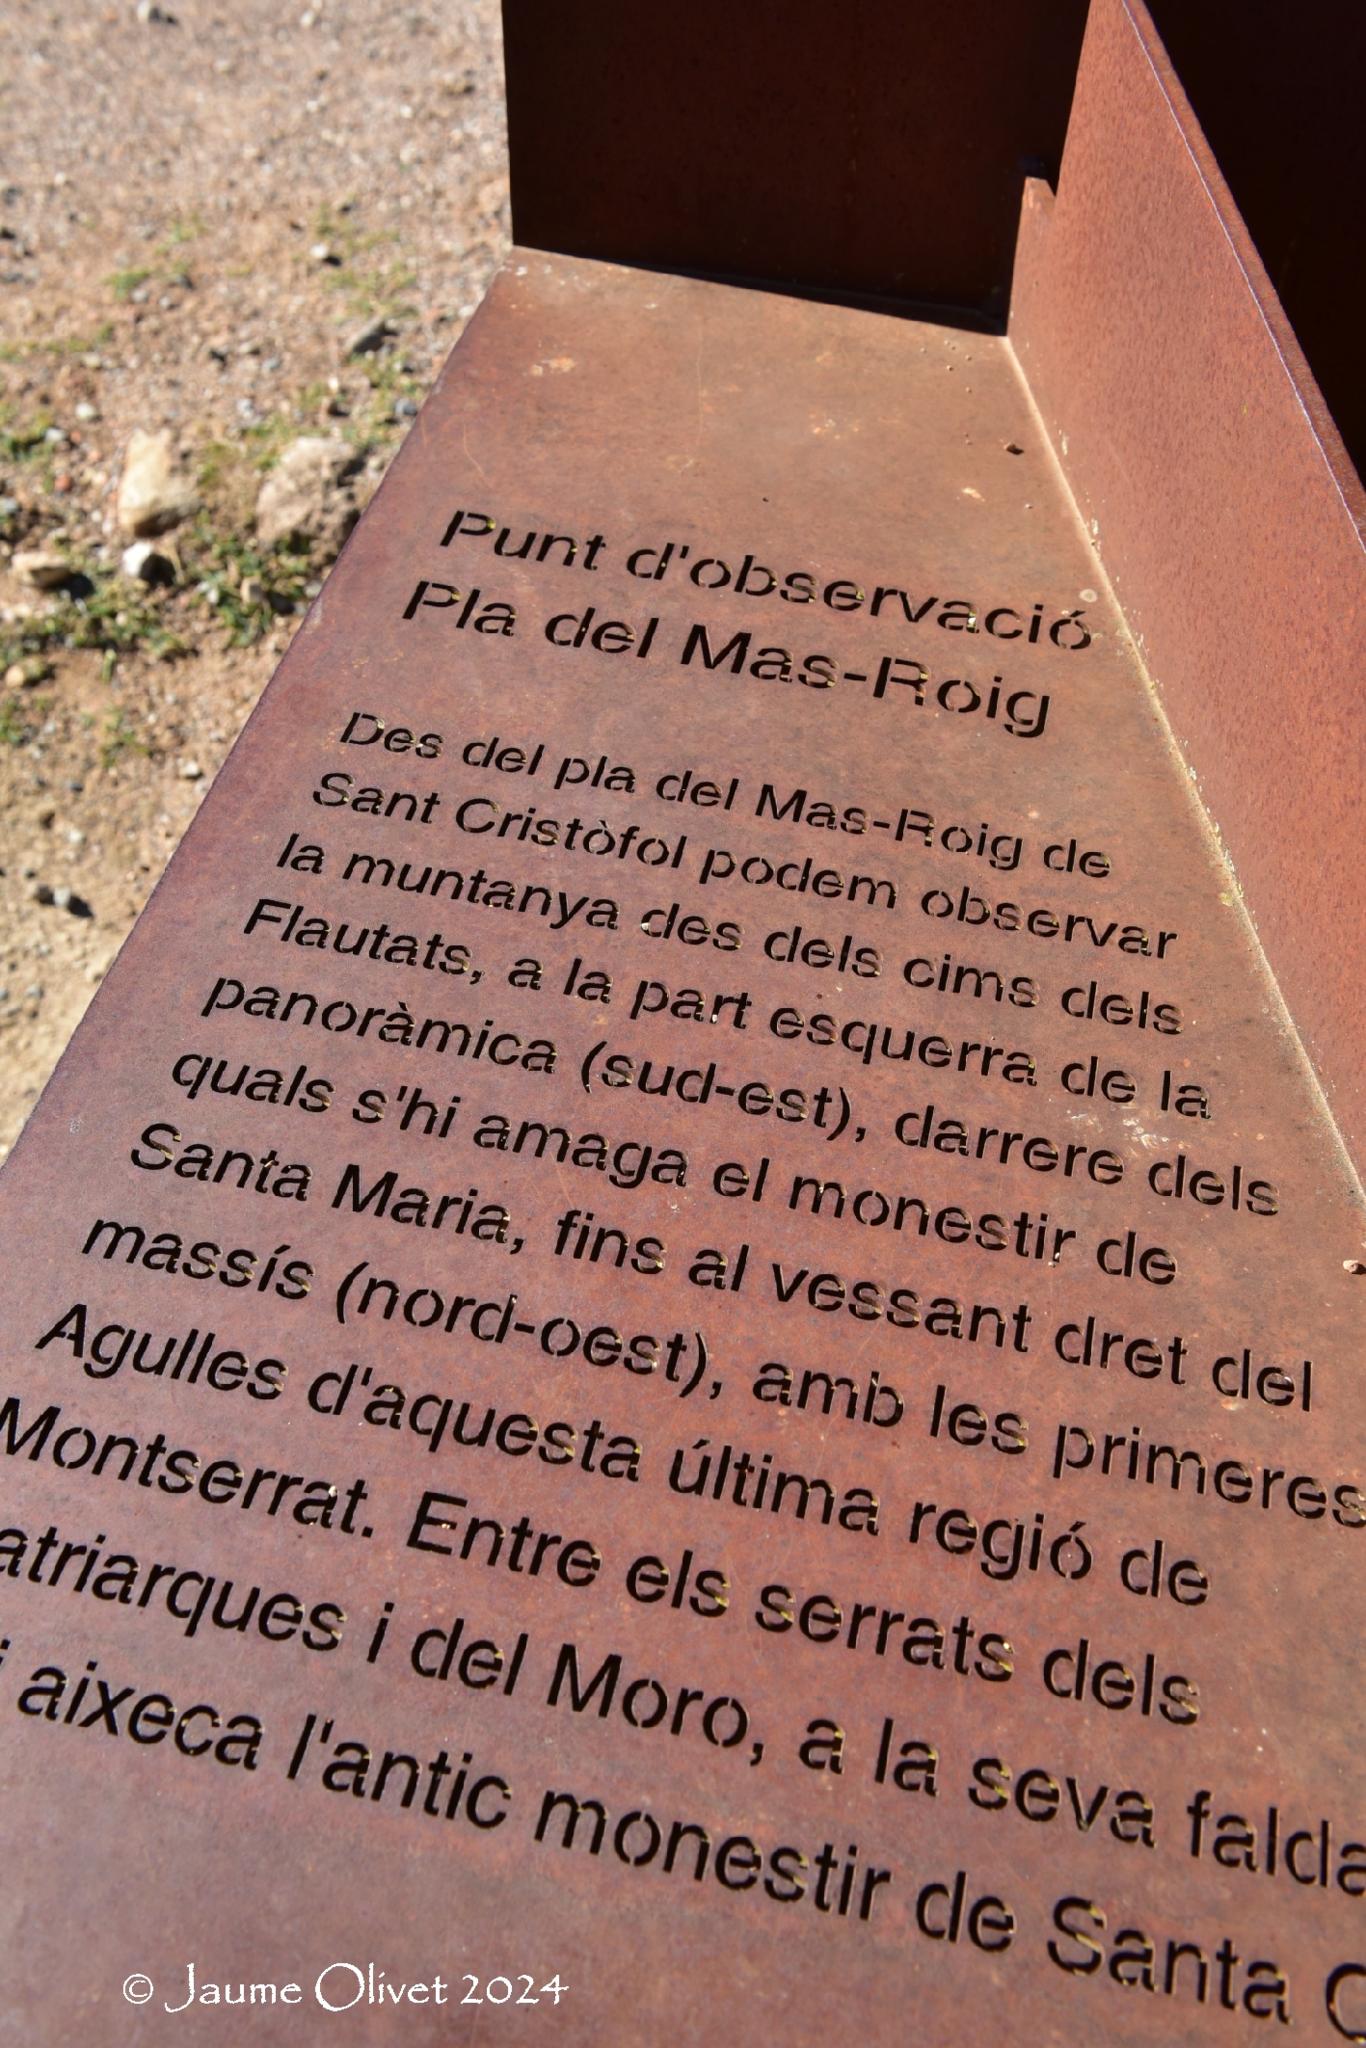 Punt d'observació
Pla del Mas-Roig
Des del pla del Mas-Roig de
Sant Cristòfol podem observar
la muntanya des dels cims dels
Flautats, a la part esquerra de la
panoràmica (sud-est), darrere dels
quals s'hi amaga el monestir de
Santa Maria, fins al vessant dret del
massís (nord-oest), amb les primeres
Agulles d'aquesta última regió de
Montserrat. Entre els serrats dels
atriarques i del Moro, a la seva falda
i aixeca l'antic monestir de Santa C
© Jaume Olivet 2024